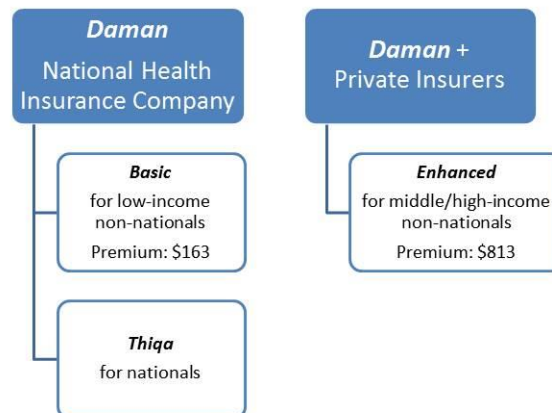 Daman
National Health
Insurance Company
Basic
for low-income
non-nationals
Premium: $163
Thiqa
for nationals
Daman +
Private Insurers
Enhanced
for middle/high-income
non-nationals
Premium: $813